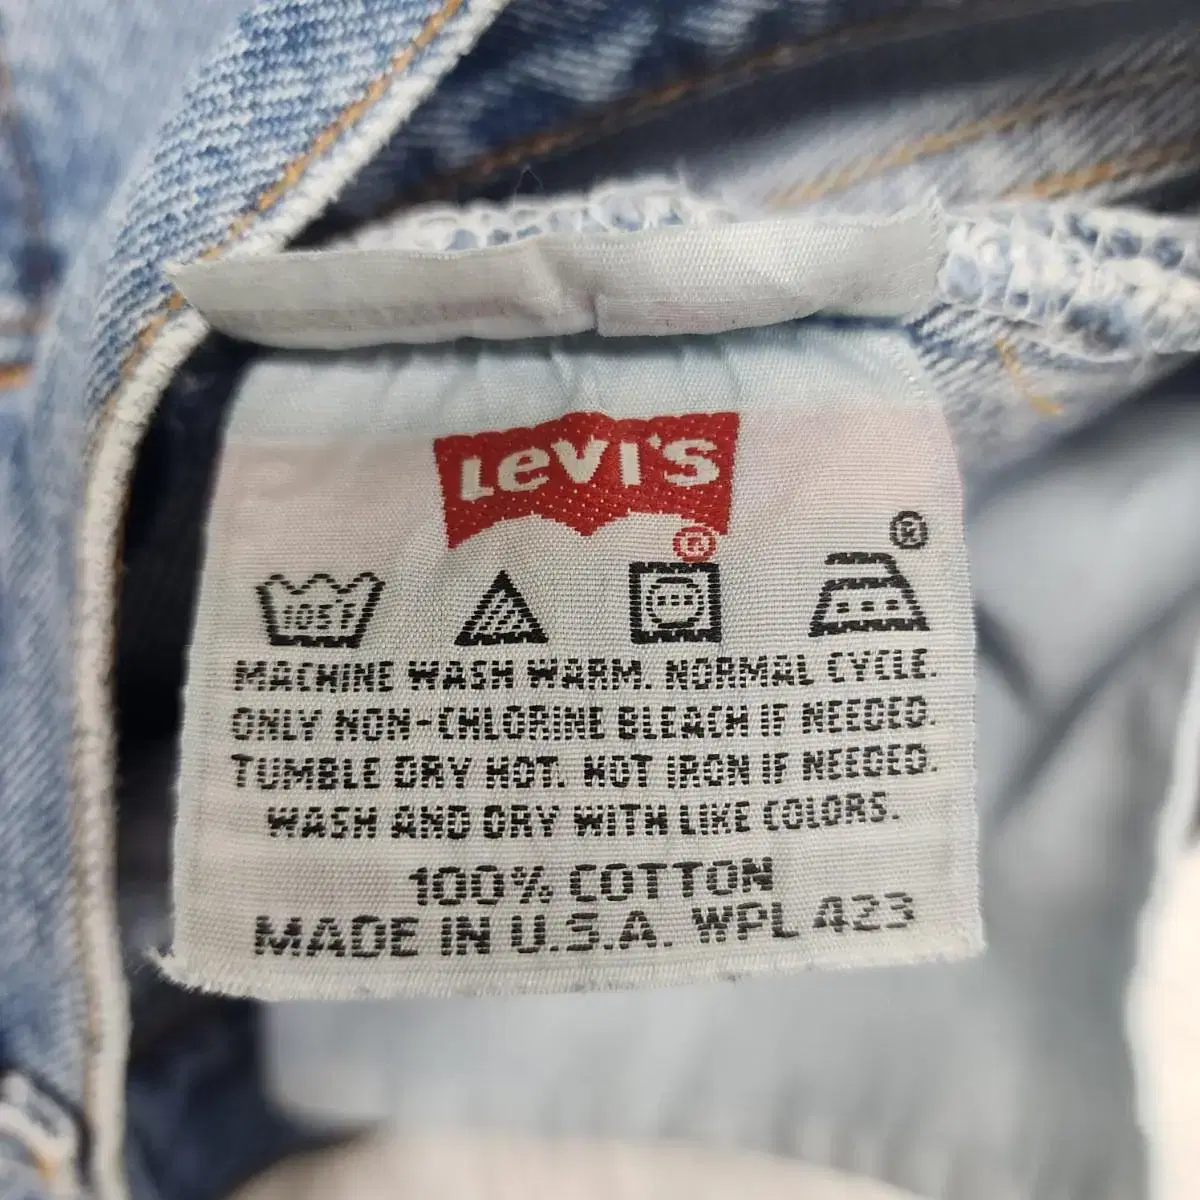 LEVI'S
®
®
105F
MACHINE WASH WARM. NORMAL CYCLE.
ONLY NON-CHLORINE BLEACH IF NEEDED.
TUMBLE DRY HOT. HOT IRON IF NEEDED.
WASH AND DRY WITH LIKE COLORS.
100% COTTON
MADE IN U.S.A. WPL 423